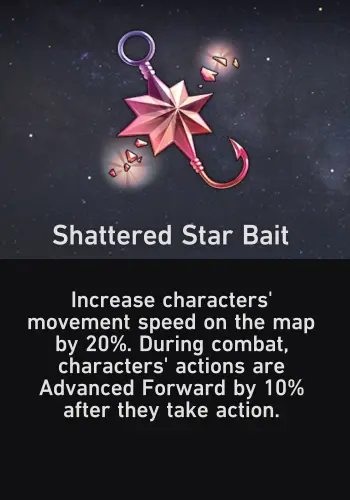 Shattered Star Bait
Increase characters'
movement speed on the map
by 20%. During combat,
characters' actions are
Advanced Forward by 10%
after they take action.